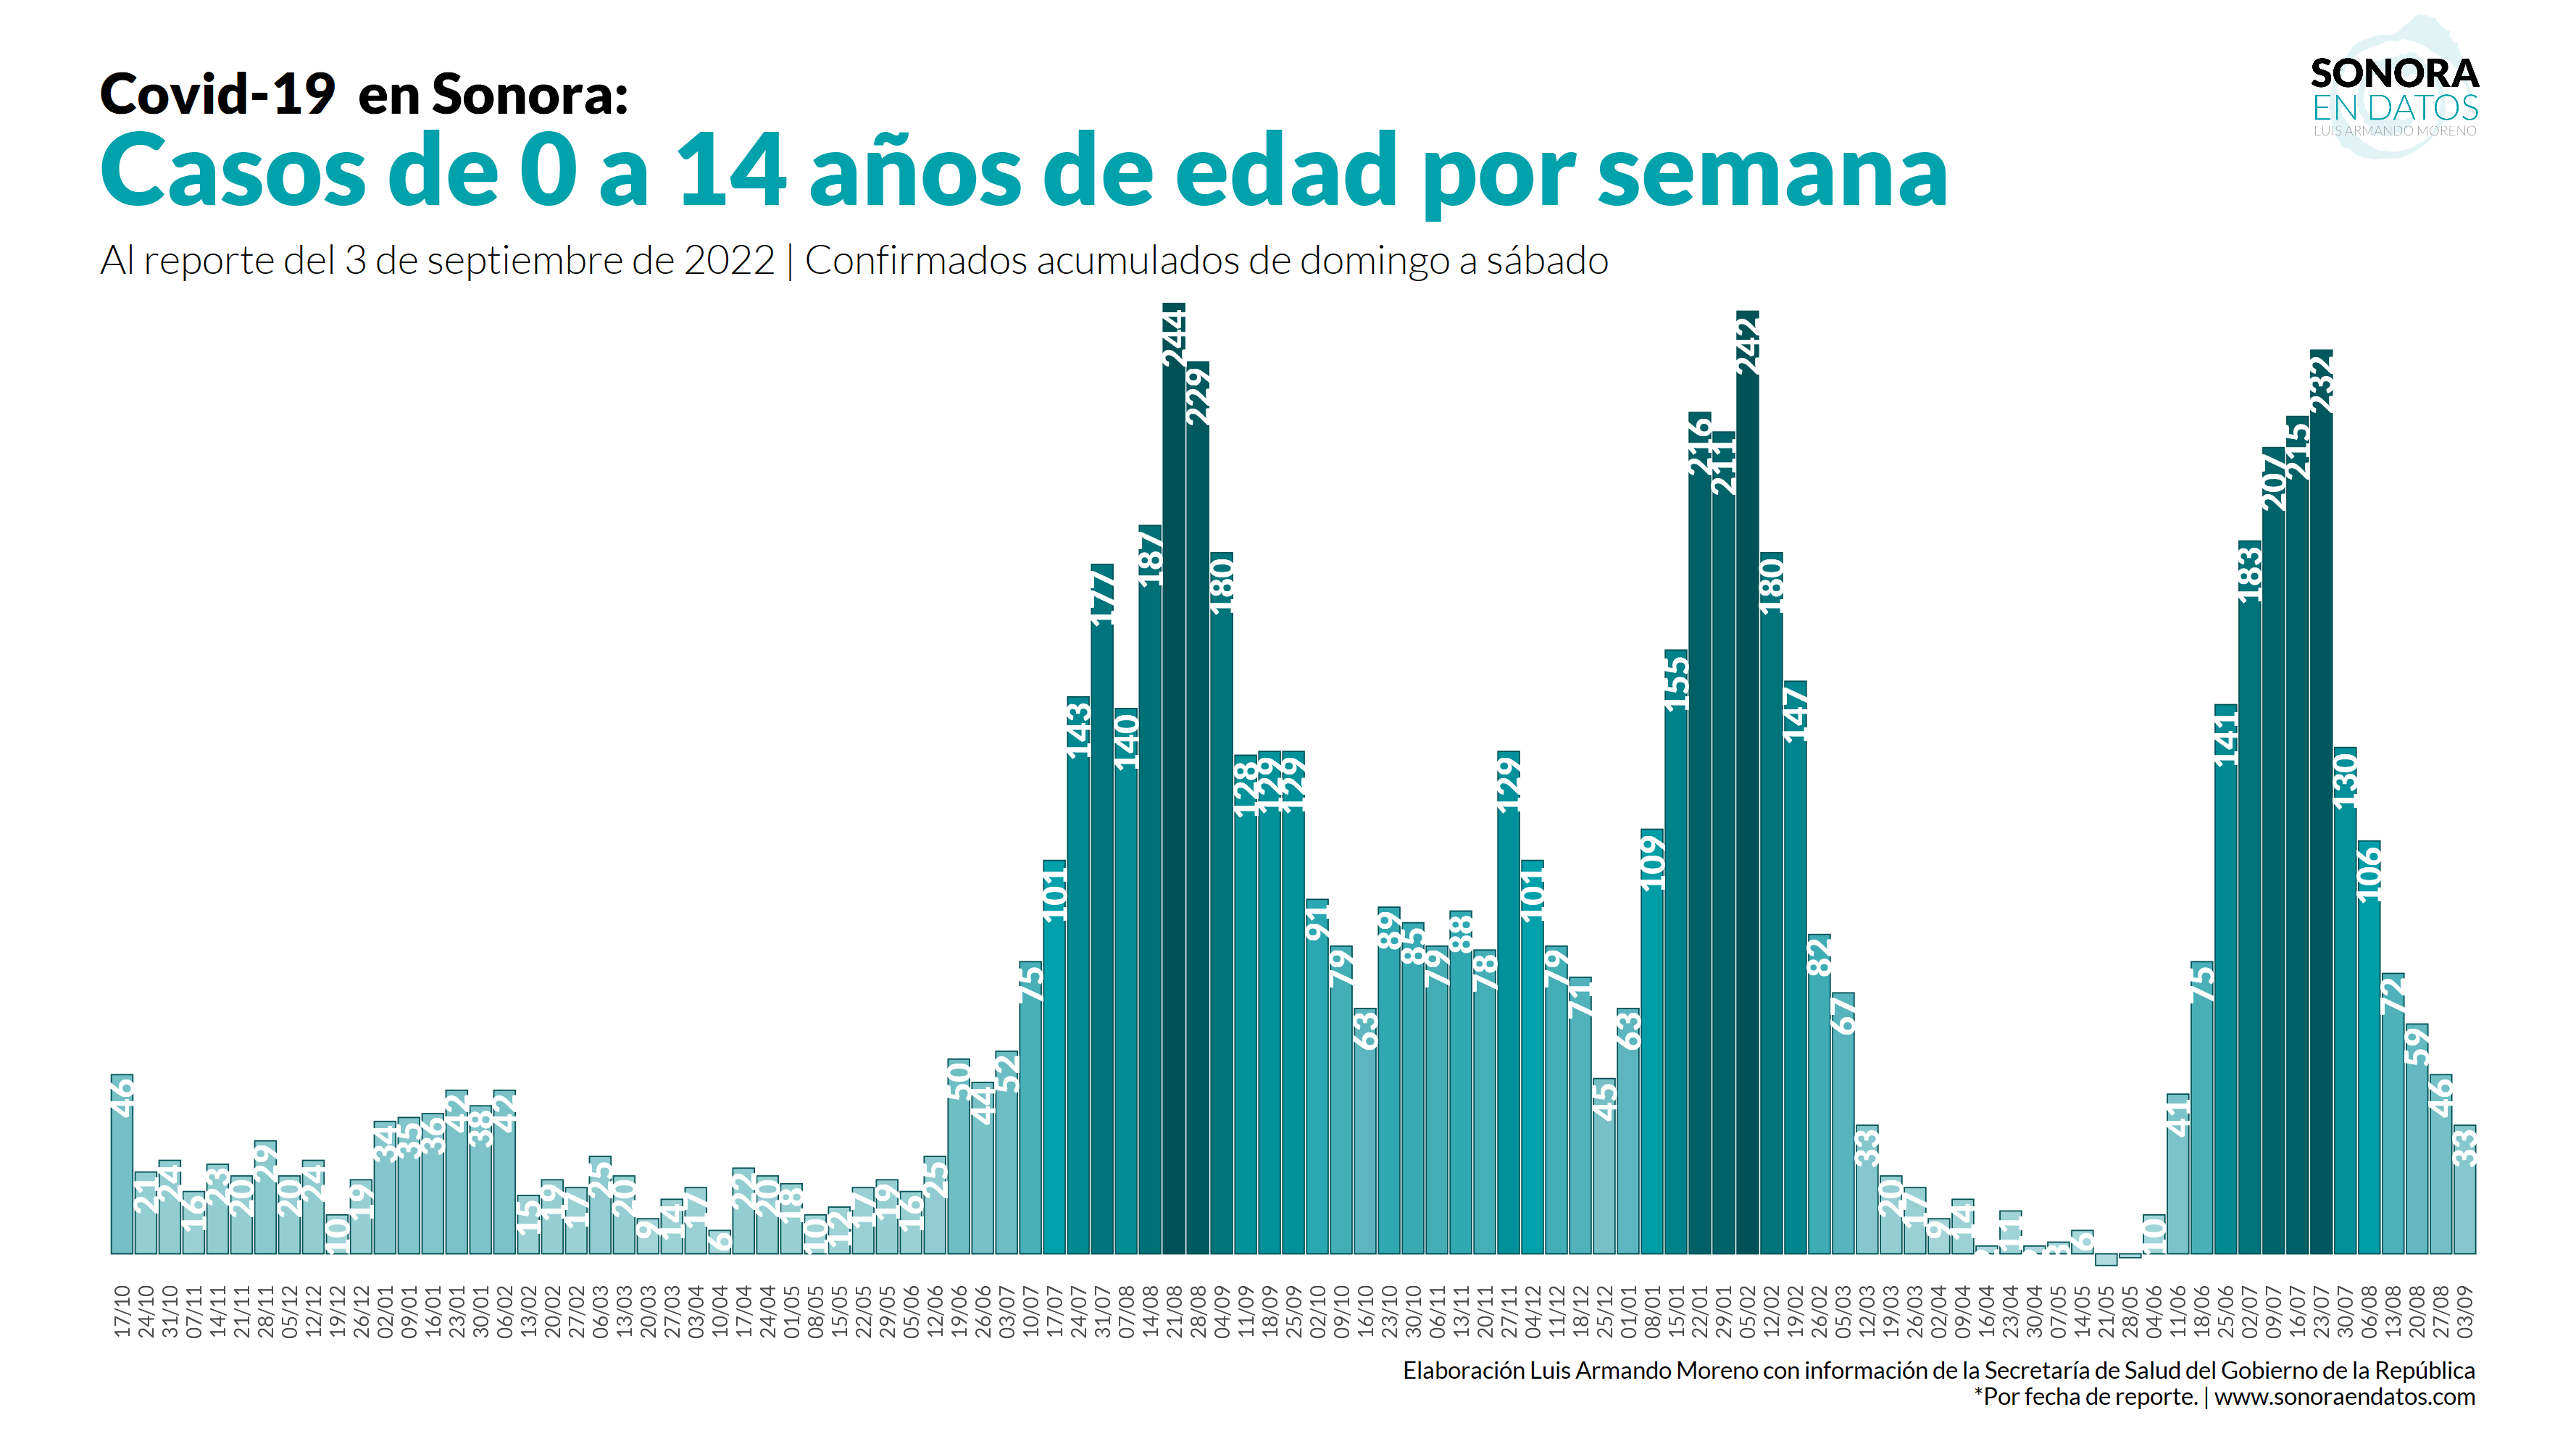 Covid-19 en Sonora:
Casos de 0 a 14 años de edad por semana
Al reporte del 3 de septiembre de 2022 | Confirmados acumulados de domingo a sábado
SONORA
EN DATOS
LUIS ARMANDO MORENO
46 21 24 16 23 20 29 20 24 10 19 34 35 36 42 38 42 15 19 17 25 20 9 14 17 6 22 20 18 10 12 17 19 16 25 50 44 52 75 101 143 177 140 187 244 229 180 128 129 129 91 79 63 89 85 79 88 78 129 101 79 71 45 63 109 155 216 211 242 180 147 82 67 33 20 17 9 14 11 3 6 10 41 75 141 183 207 215 232 130 106 72 59 46 33
17/10 24/10 31/10 07/11 14/11 21/11 28/11 05/12 12/12 19/12 26/12 02/01 09/01 16/01 23/01 30/01 06/02 13/02 20/02 27/02 06/03 13/03 20/03 27/03 03/04 10/04 17/04 24/04 01/05 08/05 15/05 22/05 29/05 05/06 12/06 19/06 26/06 03/07 10/07 17/07 24/07 31/07 07/08 14/08 21/08 28/08 04/09 11/09 18/09 25/09 02/10 09/10 16/10 23/10 30/10 06/11 13/11 20/11 27/11 04/12 11/12 18/12 25/12 01/01 08/01 15/01 22/01 29/01 05/02 12/02 19/02 26/02 05/03 12/03 19/03 26/03 02/04 09/04 16/04 23/04 30/04 07/05 14/05 21/05 28/05 04/06 11/06 18/06 25/06 02/07 09/07 16/07 23/07 30/07 06/08 13/08 20/08 27/08 03/09
Elaboración Luis Armando Moreno con información de la Secretaría de Salud del Gobierno de la República
*Por fecha de reporte. | www.sonoraendatos.com